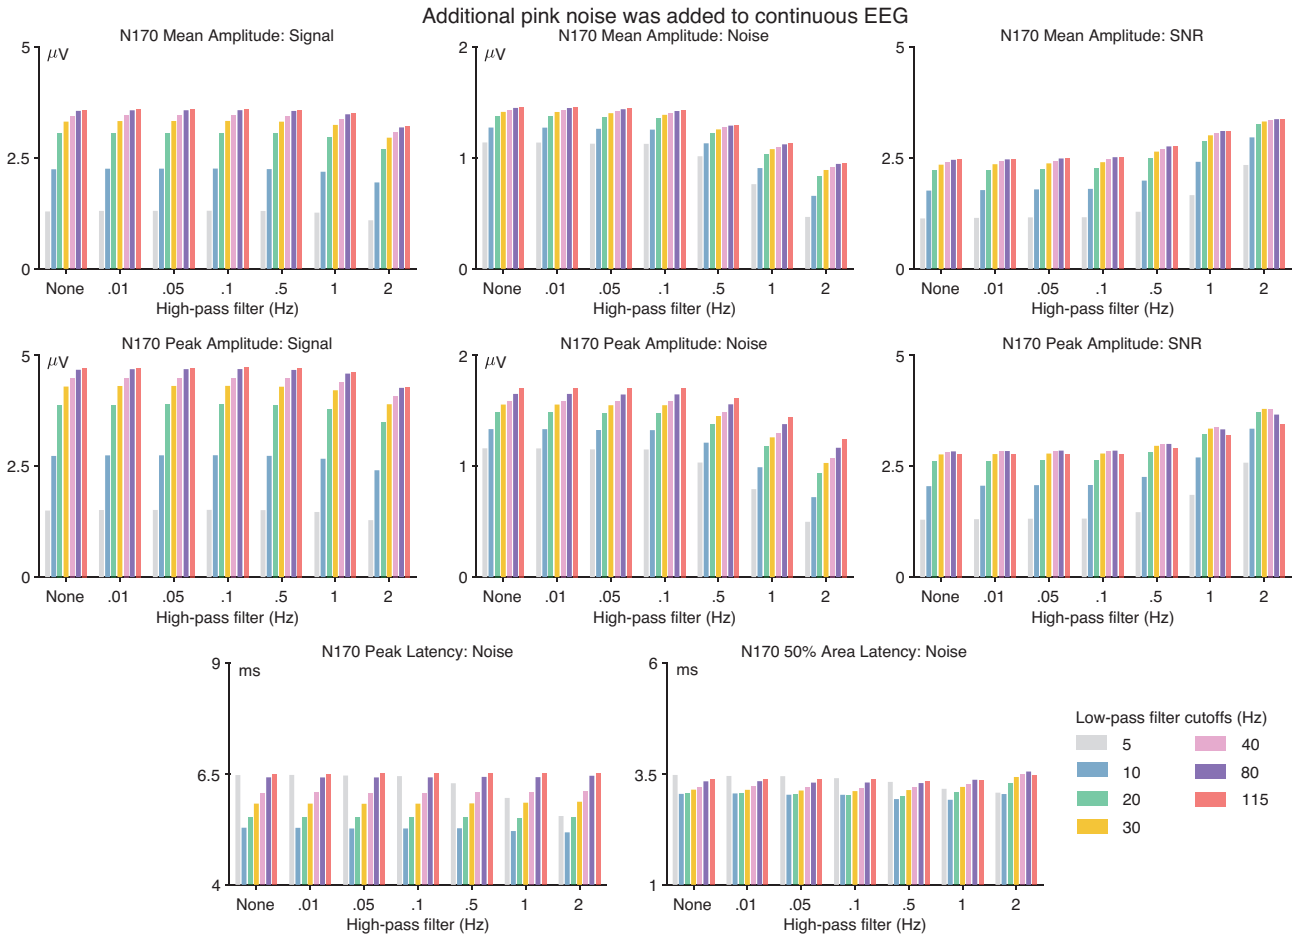 Additional pink noise was added to continuous EEG
N170 Mean Amplitude: Signal
5
μV
2.5
0
None .01 .05 .1 .5 1 2
High-pass filter (Hz)
N170 Mean Amplitude: Noise
2
μV
1
0
None .01 .05 .1 .5 1 2
High-pass filter (Hz)
N170 Mean Amplitude: SNR
5
2.5
0
None .01 .05 .1 .5 1 2
High-pass filter (Hz)
N170 Peak Amplitude: Signal
5
μV
2.5
0
None .01 .05 .1 .5 1 2
High-pass filter (Hz)
N170 Peak Amplitude: Noise
2
μV
1
0
None .01 .05 .1 .5 1 2
High-pass filter (Hz)
N170 Peak Amplitude: SNR
5
2.5
0
None .01 .05 .1 .5 1 2
High-pass filter (Hz)
N170 Peak Latency: Noise
9
ms
6.5
4
None .01 .05 .1 .5 1 2
High-pass filter (Hz)
N170 50% Area Latency: Noise
6
ms
3.5
1
None .01 .05 .1 .5 1 2
High-pass filter (Hz)
Low-pass filter cutoffs (Hz)
5 40
10 80
20 115
30